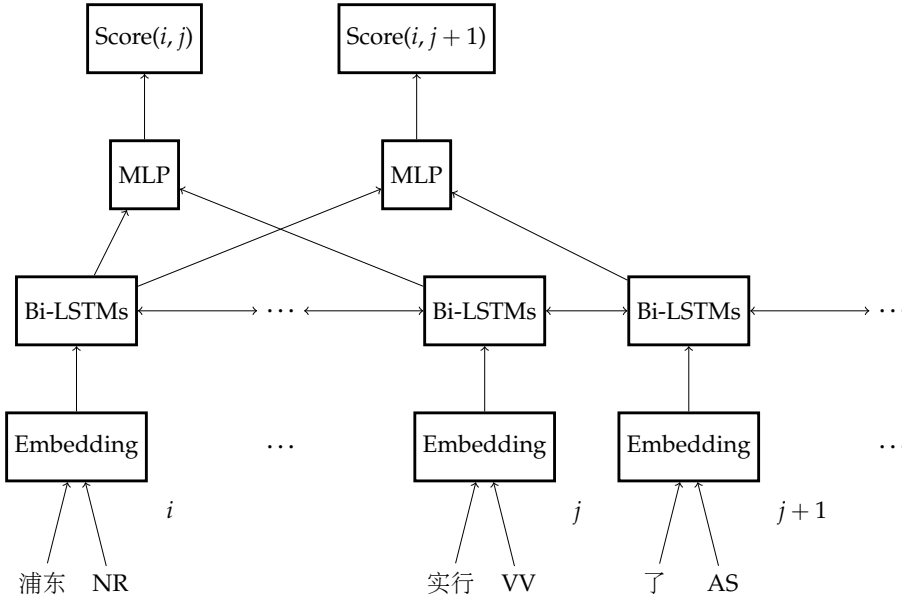 Score(i, j) Score(i, j + 1)
MLP MLP
Bi-LSTMs ··· Bi-LSTMs Bi-LSTMs ···
Embedding ··· Embedding Embedding ···
i j j + 1
浦东 NR 实行 VV 了 AS